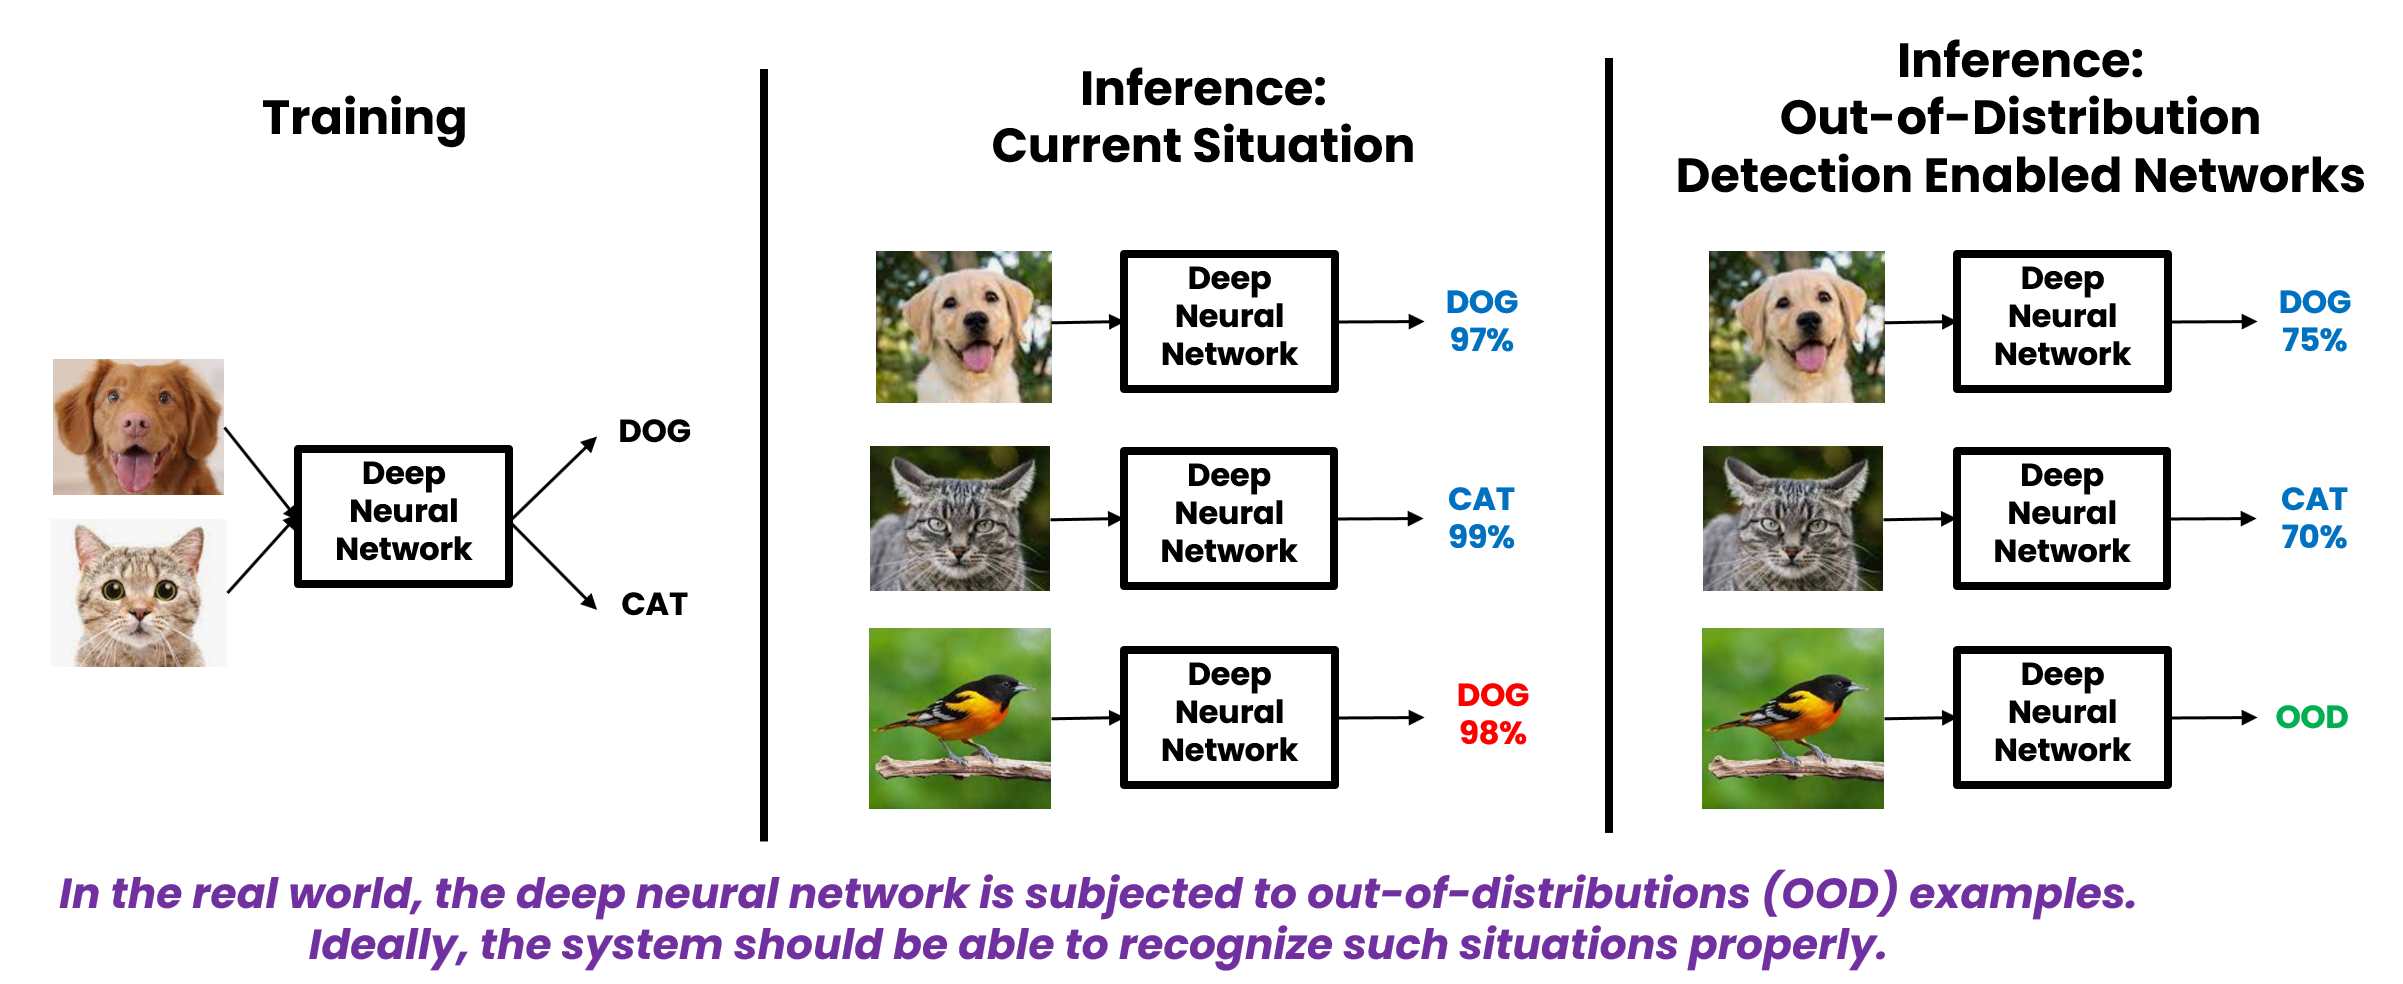 Training
Deep
Neural
Network
DOG
CAT
Inference:
Current Situation
Deep
Neural
Network
DOG
97%
Deep
Neural
Network
CAT
99%
Deep
Neural
Network
DOG
98%
Inference:
Out-of-Distribution
Detection Enabled Networks
Deep
Neural
Network
DOG
75%
Deep
Neural
Network
CAT
70%
Deep
Neural
Network
OOD
In the real world, the deep neural network is subjected to out-of-distributions (OOD) examples.
Ideally, the system should be able to recognize such situations properly.